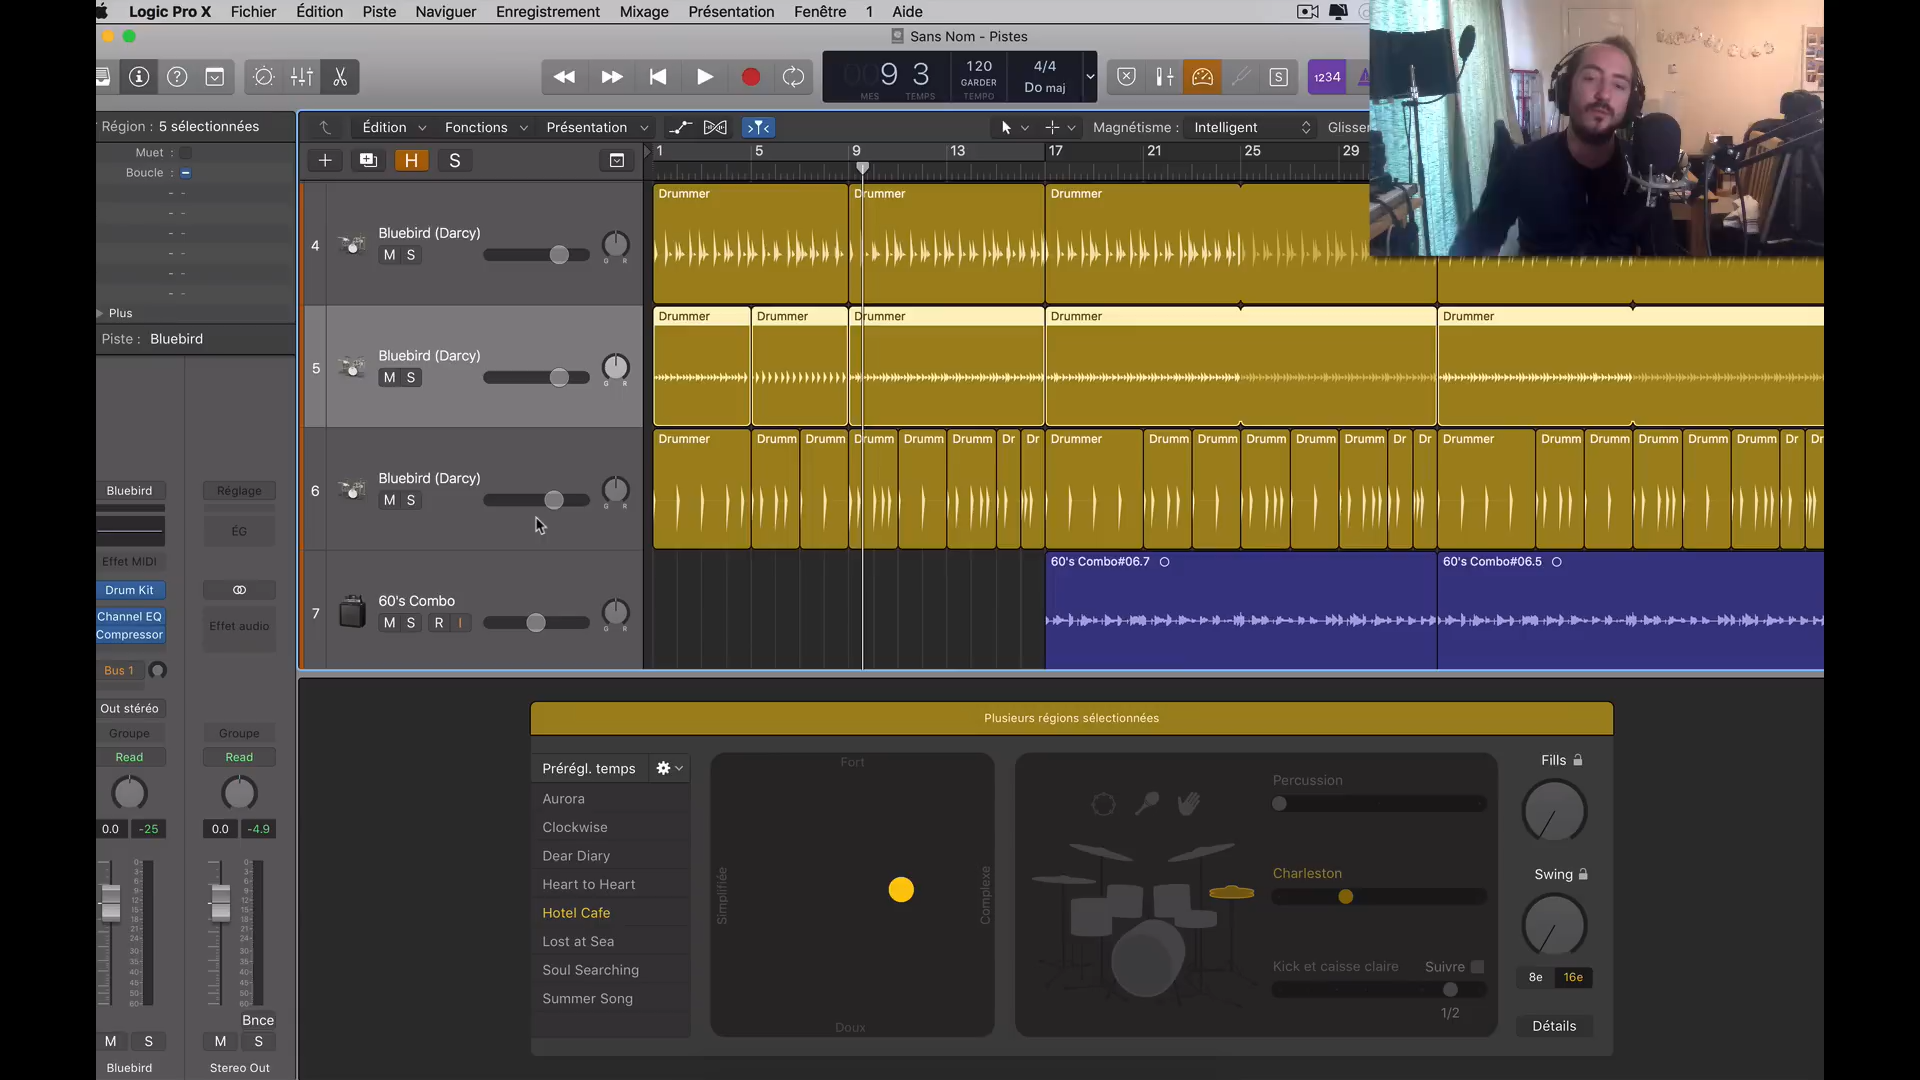 Logic Pro X Fichier Édition Piste Naviguer Enregistrement Mixage Présentation Fenêtre 1 Aide
Sans Nom - Pistes
9 3 120 4/4
GARDER Do maj
MES TEMPS TEMPO
S 1234
Région : 5 sélectionnées
Édition Fonctions Présentation Magnétisme : Intelligent Glisser
Muet :
Boucle :
H S
1 5 9 13 17 21 25 29
Plus
Piste : Bluebird
4 Bluebird (Darcy)
M S
G R
Drummer Drummer Drummer
5 Bluebird (Darcy)
M S
G R
Drummer Drummer Drummer Drummer Drummer
6 Bluebird (Darcy)
M S
G R
Drummer Drumm Drumm Drumm Drumm Drumm Dr Dr Drummer Drumm Drumm Drumm Drumm Drumm Dr Dr Drummer Drumm Drumm Drumm Drumm Drumm Dr Dr
7 60's Combo
M S R I
G R
60's Combo#06.7 60's Combo#06.5
Bluebird Réglage
ÉG
Effet MIDI
Drum Kit
Channel EQ
Compressor
Effet audio
Bus 1
Out stéréo
Groupe Groupe
Read Read
0.0 -25 0.0 -4.9
Bnce
M S M S
Bluebird Stereo Out
Plusieurs régions sélectionnées
Prérégl. temps
Aurora
Clockwise
Dear Diary
Heart to Heart
Hotel Cafe
Lost at Sea
Soul Searching
Summer Song
Fort
Simplifiée
Complexe
Doux
Percussion
Charleston
Kick et caisse claire Suivre
1/2
Fills
Swing
8e 16e
Détails